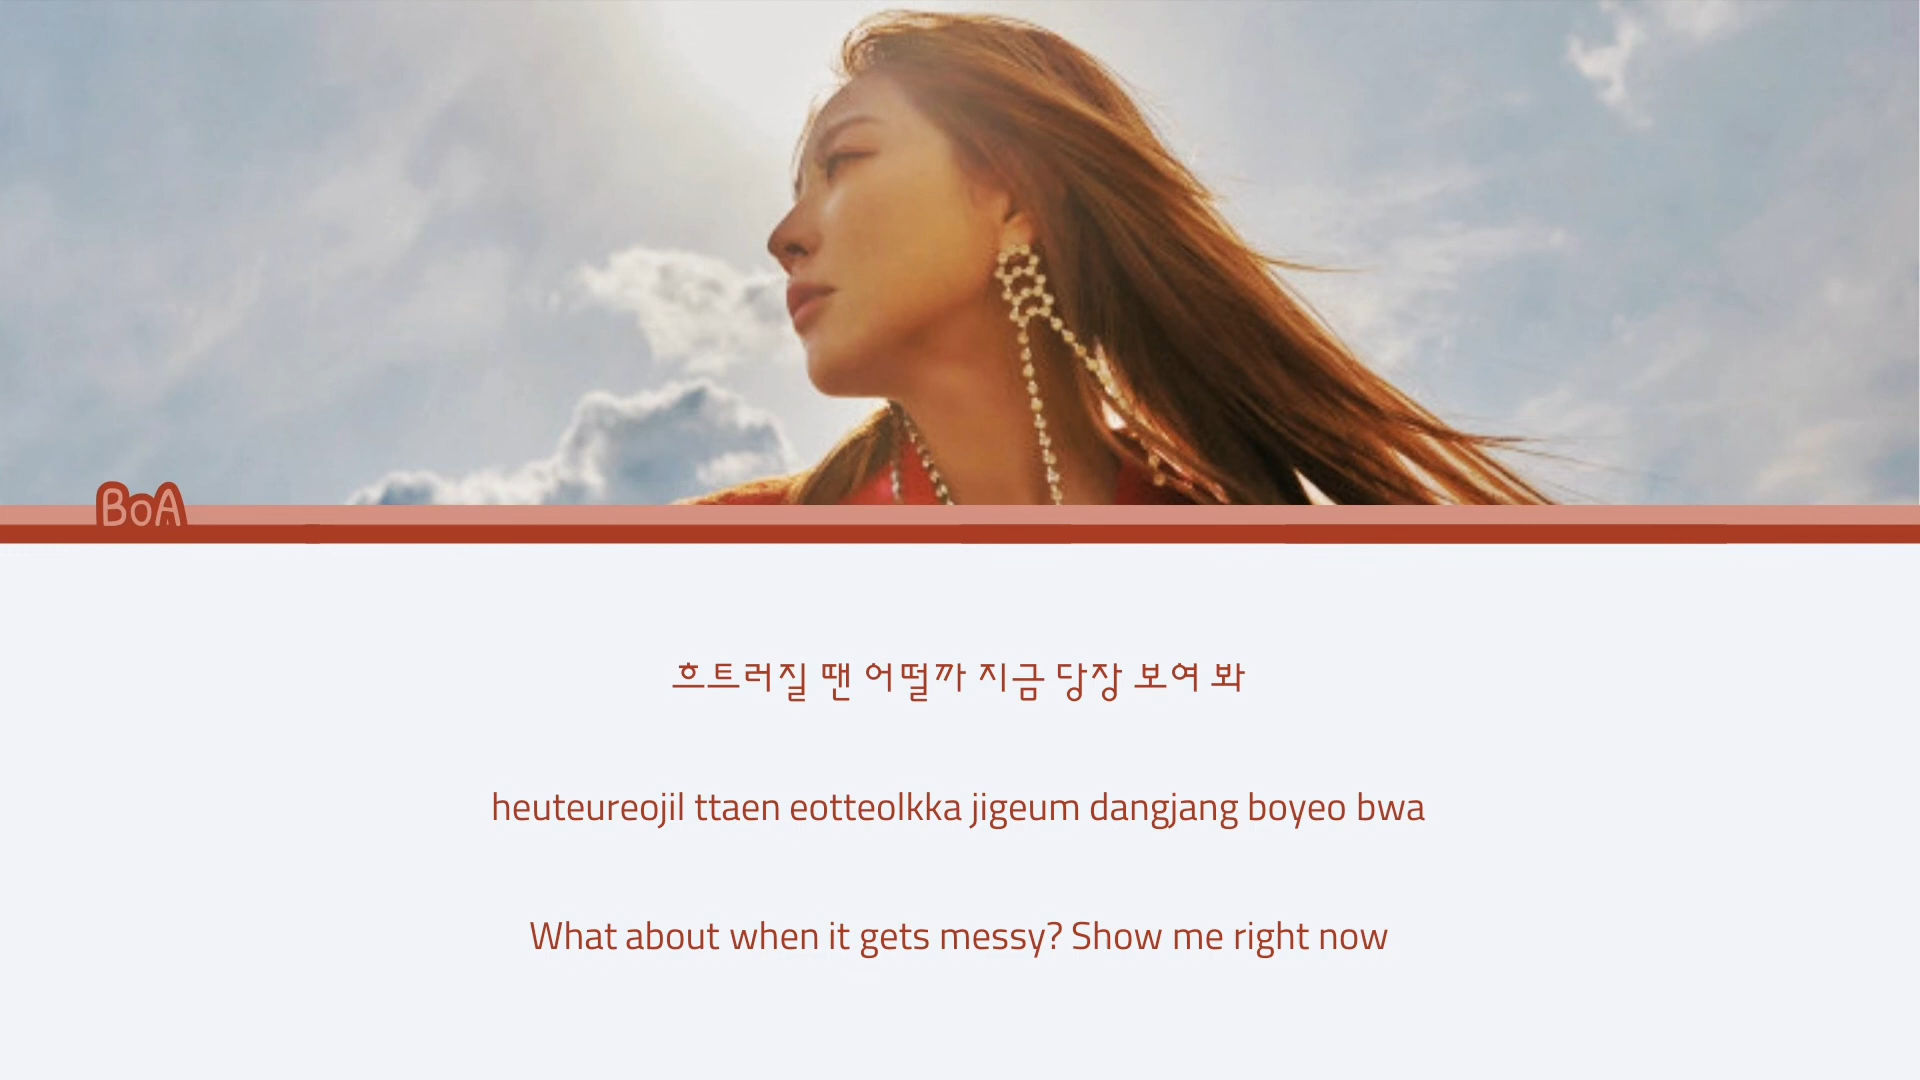 BoA
흐트러질 땐 어떨까 지금 당장 보여 봐
heuteureojil ttaen eotteolkka jigeum dangjang boyeo bwa
What about when it gets messy? Show me right now